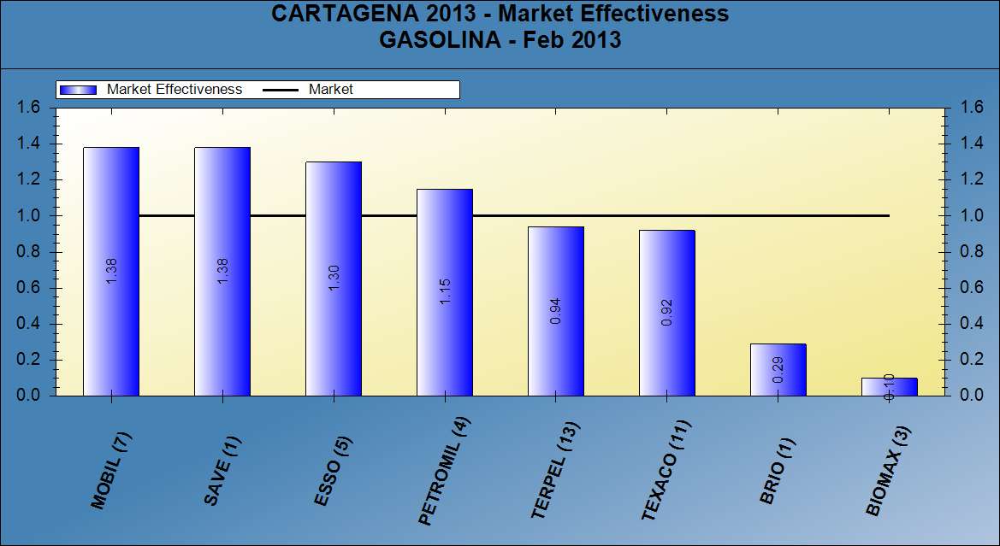 CARTAGENA 2013 - Market Effectiveness
GASOLINA - Feb 2013
Market Effectiveness Market
1.6 1.6
1.4 1.4
1.2 1.2
1.0 1.0
0.8 0.8
0.6 0.6
0.4 0.4
0.2 0.2
0.0 0.0
1.38 1.38 1.30 1.15 0.94 0.92 0.29 0.10
MOBIL (7) SAVE (1) ESSO (5) PETROMIL (4) TERPEL (13) TEXACO (11) BRIO (1) BIOMAX (3)